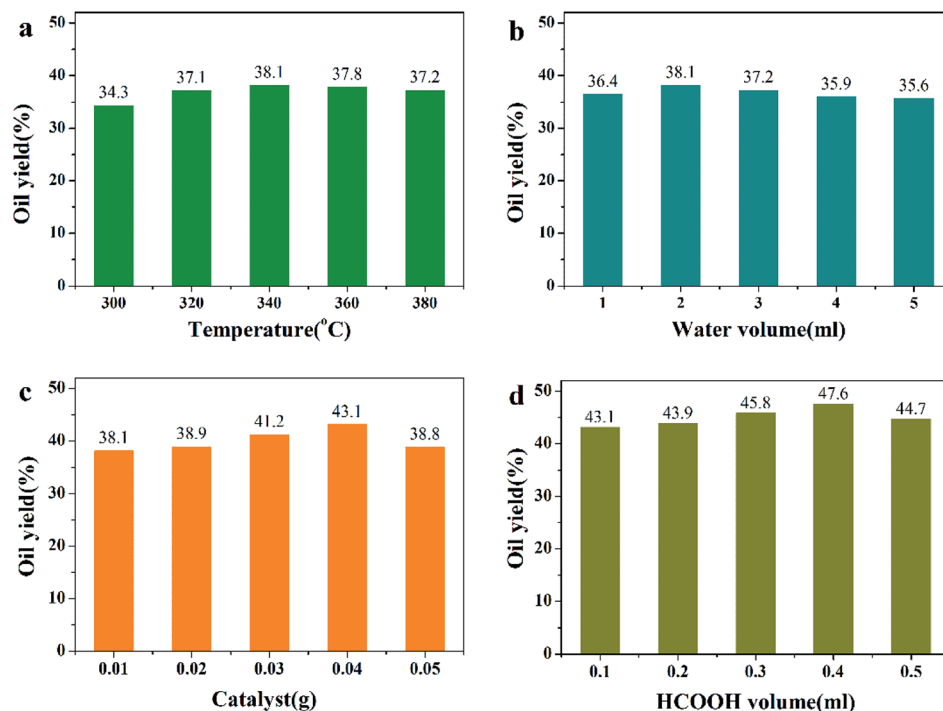 a
50
40
30
20
10
0
Oil yield(%)
34.3 37.1 38.1 37.8 37.2
300 320 340 360 380
Temperature(°C)
b
50
40
30
20
10
0
Oil yield(%)
36.4 38.1 37.2 35.9 35.6
1 2 3 4 5
Water volume(ml)
c
50
40
30
20
10
0
Oil yield(%)
38.1 38.9 41.2 43.1 38.8
0.01 0.02 0.03 0.04 0.05
Catalyst(g)
d
50
40
30
20
10
0
Oil yield(%)
43.1 43.9 45.8 47.6 44.7
0.1 0.2 0.3 0.4 0.5
HCOOH volume(ml)